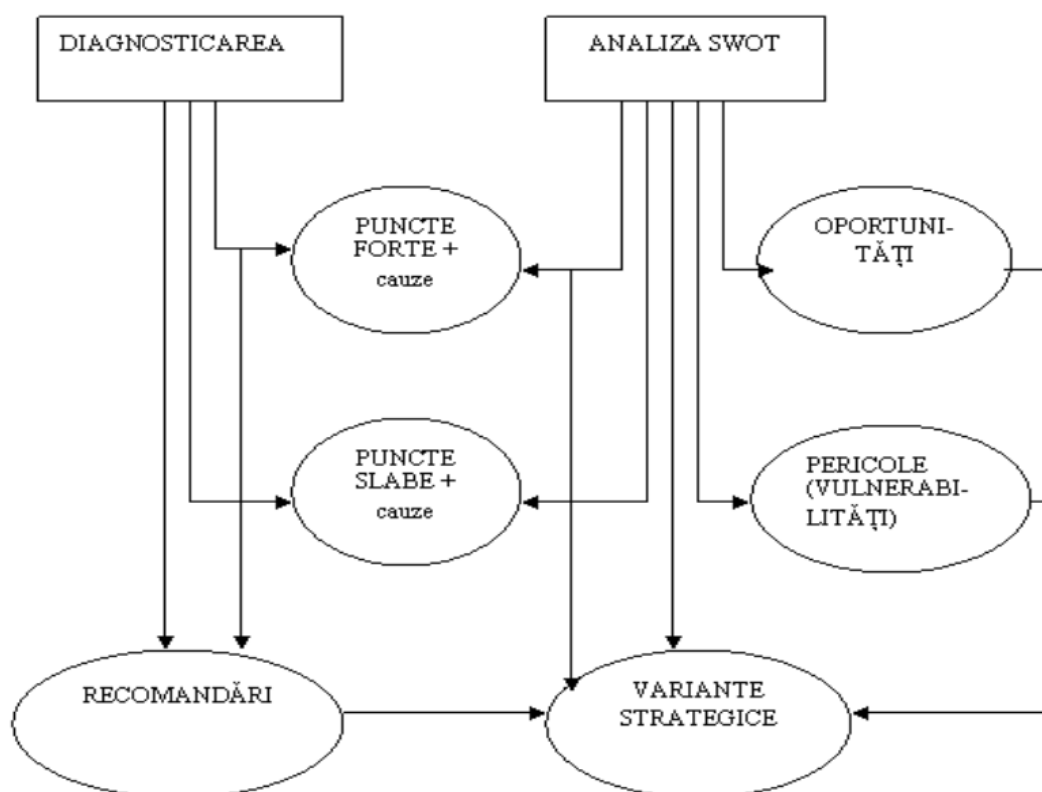 DIAGNOSTICAREA
ANALIZA SWOT
PUNCTE
FORTE +
cauze
OPORTUNI-
TĂŢI
PUNCTE
SLABE +
cauze
PERICOLE
(VULNERABI-
LITĂŢI)
RECOMANDĂRI
VARIANTE
STRATEGICE